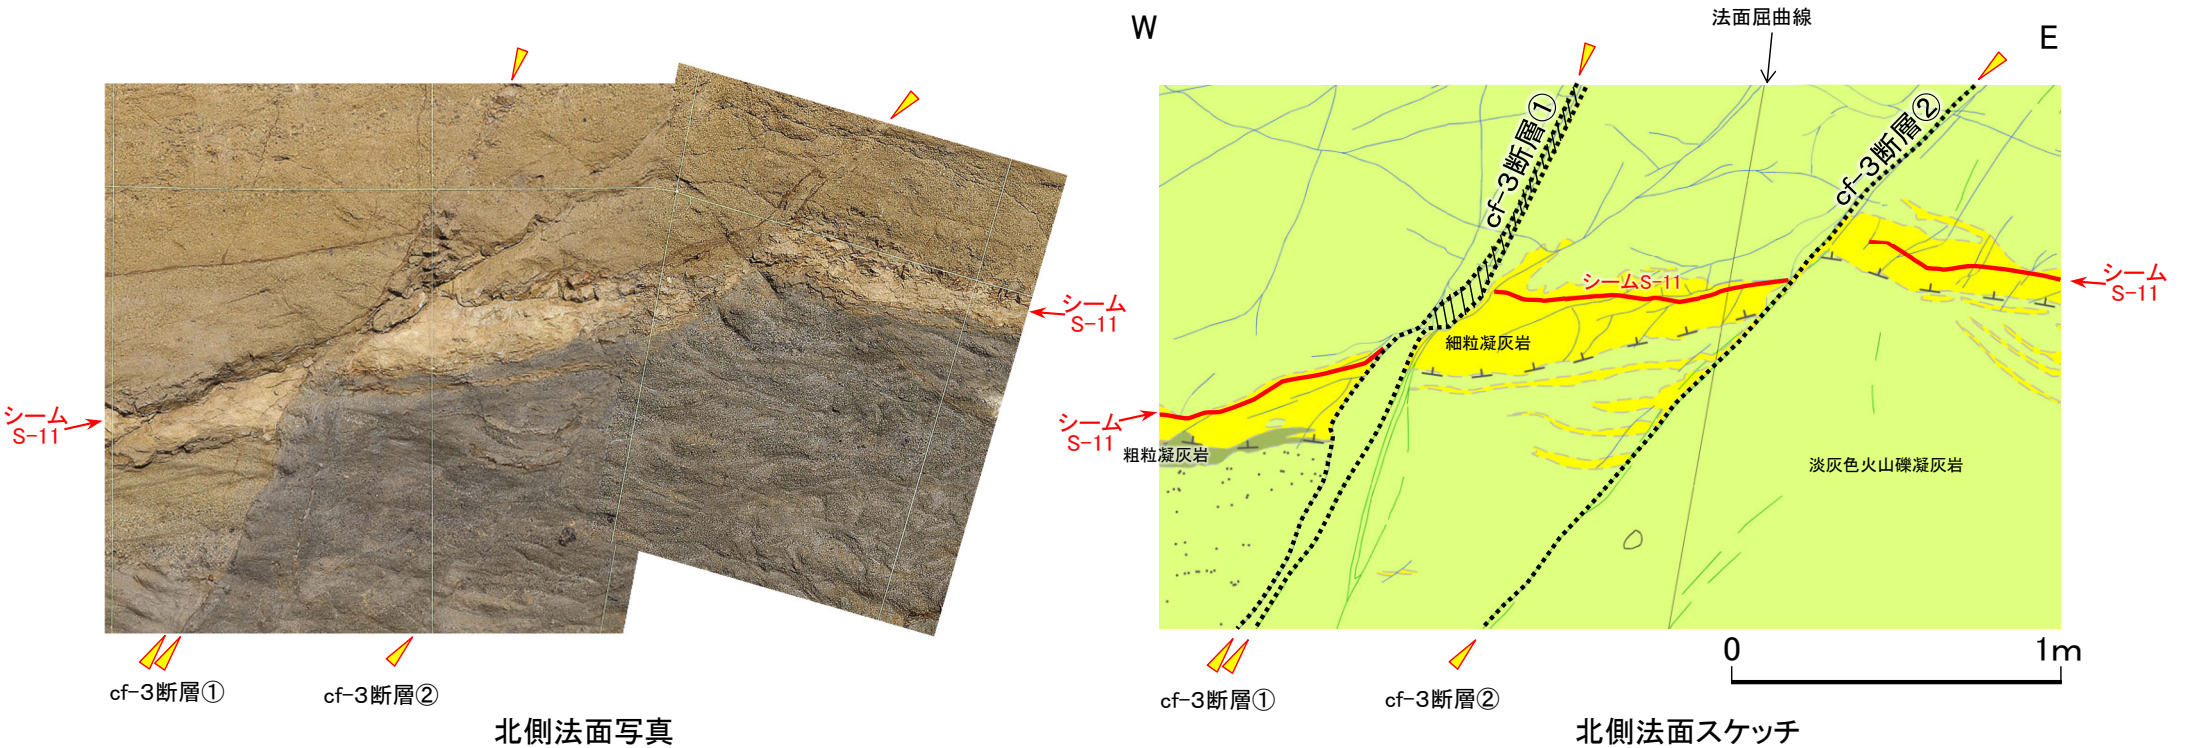 シーム
S-11
シーム
S-11
cf-3断層①
cf-3断層②
北側法面写真
W
法面屈曲線
E
cf-3断層①
cf-3断層②
シームS-11
シーム
S-11
細粒凝灰岩
シーム
S-11
粗粒凝灰岩
淡灰色火山礫凝灰岩
0
1m
cf-3断層①
cf-3断層②
北側法面スケッチ